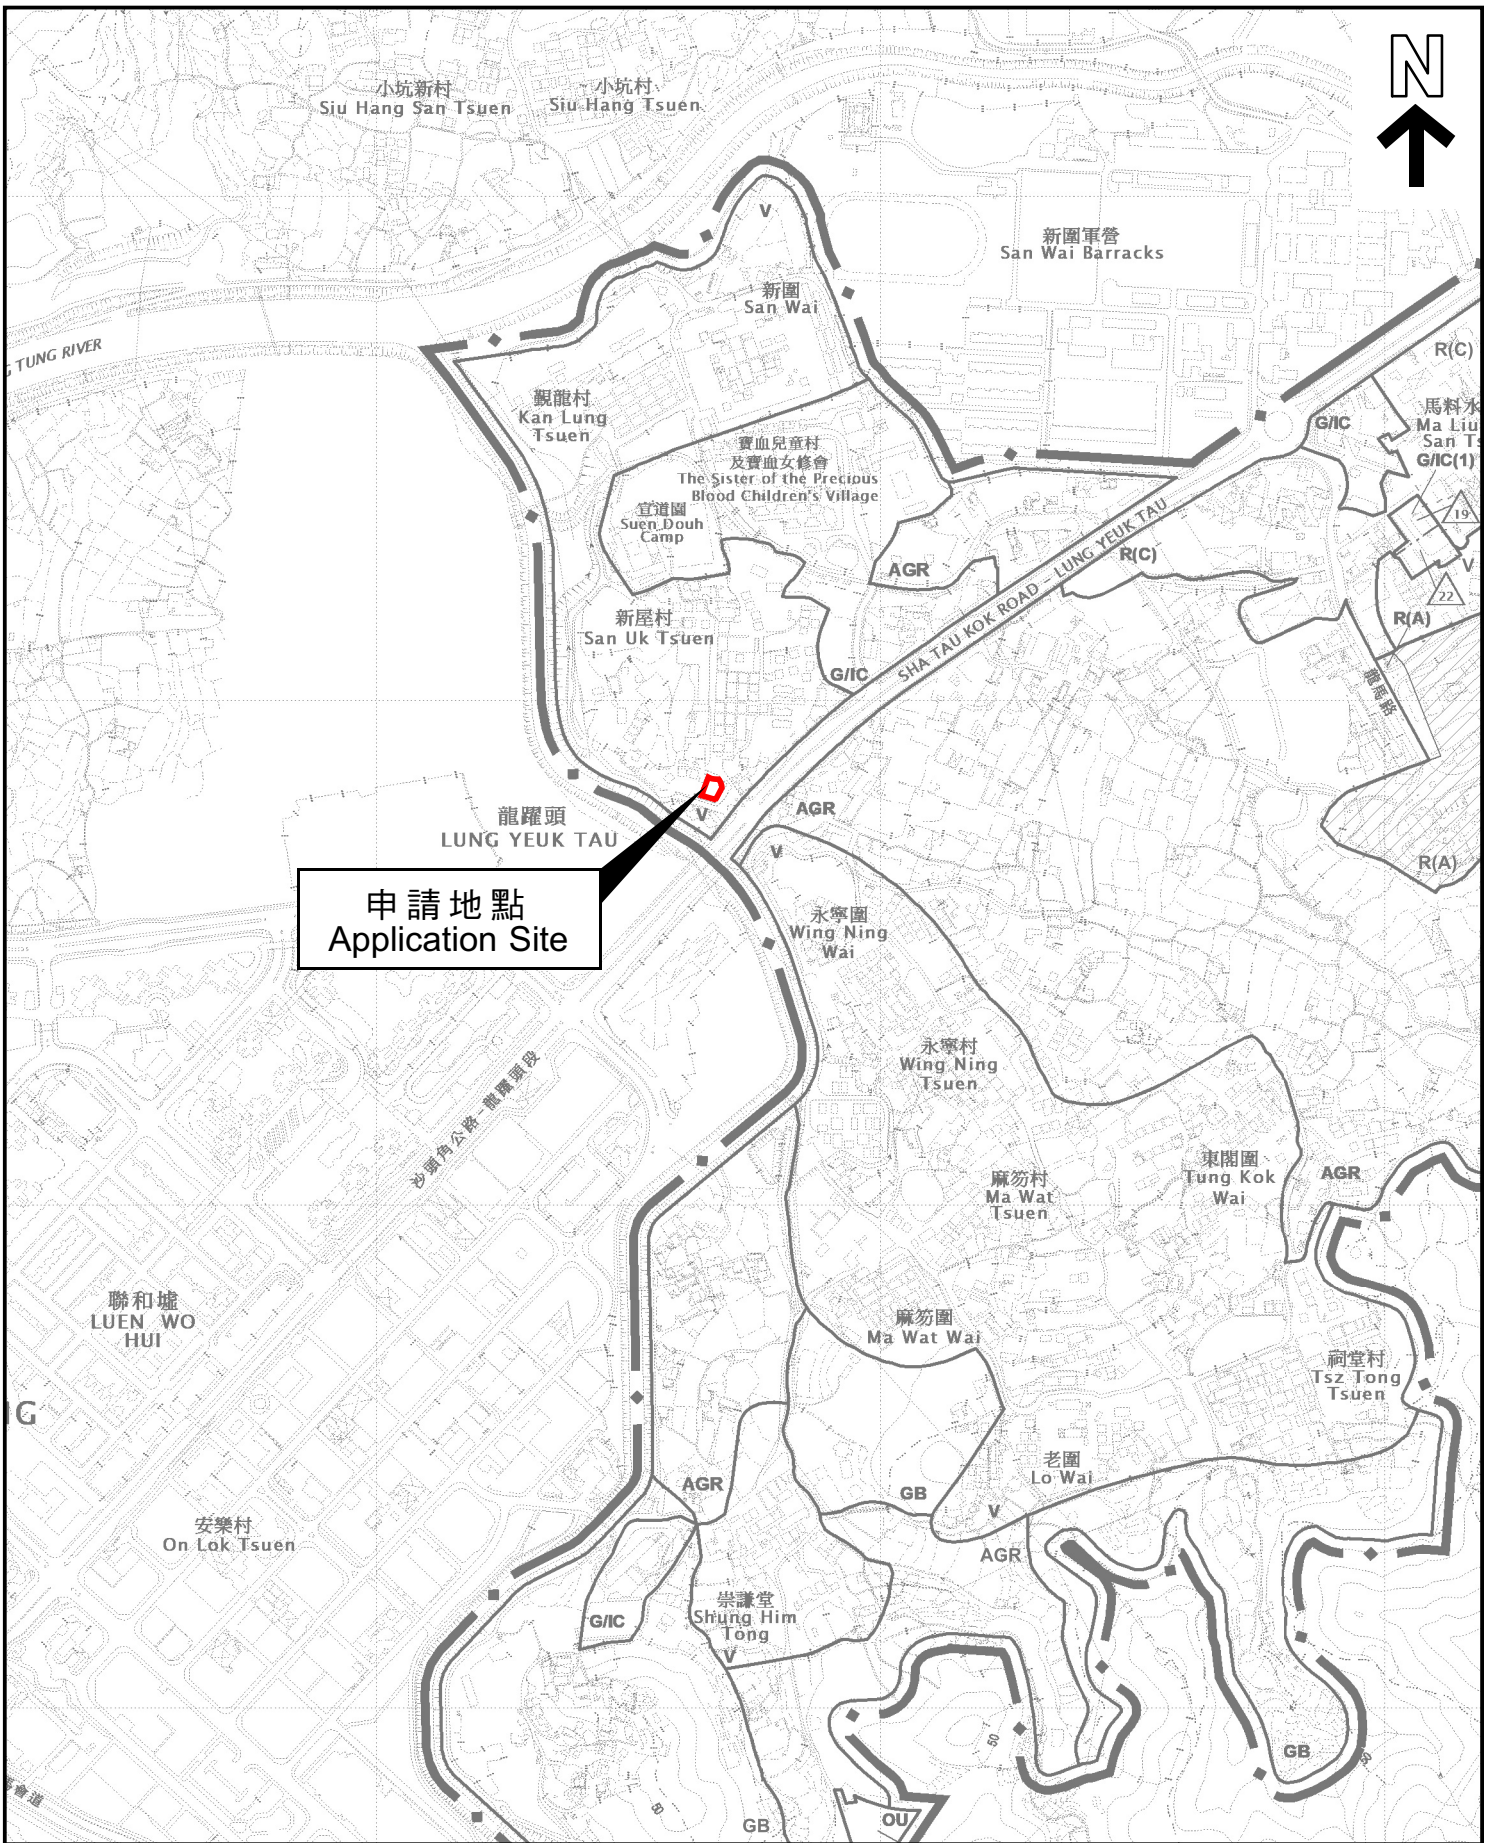 N
小坑新村
Siu Hang San Tsuen
小坑村
Siu Hang Tsuen
V
新圍軍營
San Wai Barracks
新圍
San Wai
TUNG RIVER
R(C)
觀龍村
Kan Lung
Tsuen
馬料水
Ma Liu
San
G/IC
G/IC(1)
寶血兒童村
及寶血女修會
The Sister of the Precious
Blood Children's Village
宣道園
Suen Douh
Camp
19
SHA TAU KOK ROAD - LUNG YEUK TAU
R(C)
AGR
V
22
R(A)
新屋村
San Uk Tsuen
G/IC
龍馬路
V
AGR
龍躍頭
LUNG YEUK TAU
V
R(A)
申請地點
Application Site
永寧圍
Wing Ning
Wai
永寧村
Wing Ning
Tsuen
沙頭角公路-龍躍頭段
東閣圍
Tung Kok
Wai
AGR
麻笏村
Ma Wat
Tsuen
聯和墟
LUEN WO
HUI
麻笏圍
Ma Wat Wai
祠堂村
Tsz Tong
Tsuen
G
老圍
Lo Wai
AGR
GB
V
安樂村
On Lok Tsuen
AGR
崇謙堂
Shung Him
Tong
G/IC
V
50
GB
50
50
會道
GB
OU